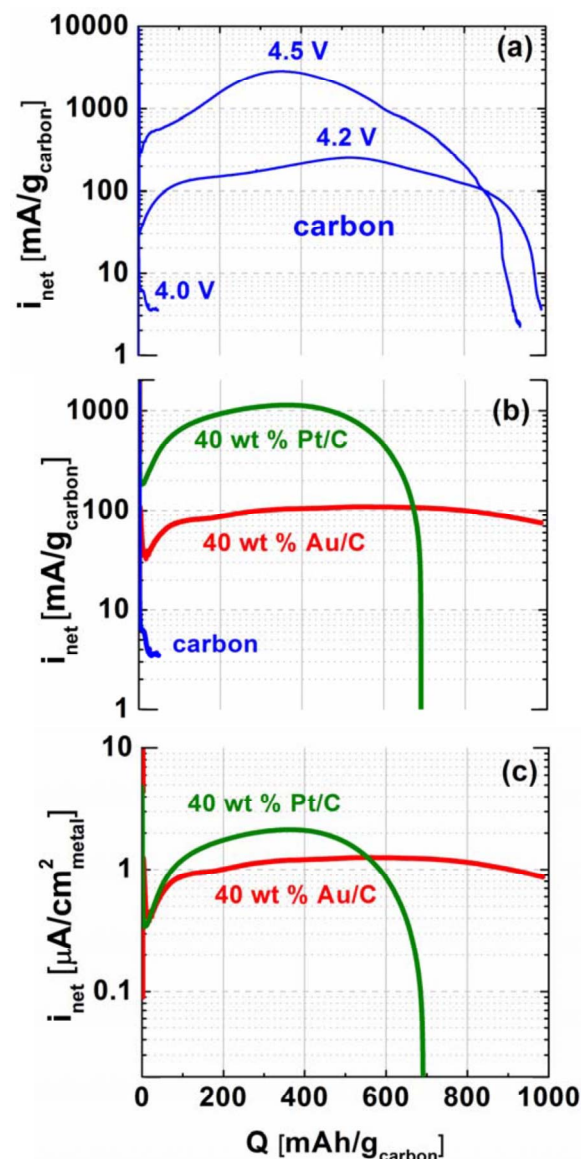 (a)
10000
1000
100
10
1
i_net [mA/g_carbon]
4.5 V
4.2 V
carbon
4.0 V
(b)
1000
100
10
1
i_net [mA/g_carbon]
40 wt % Pt/C
40 wt % Au/C
carbon
(c)
10
1
0.1
i_net [µA/cm²_metal]
40 wt % Pt/C
40 wt % Au/C
0 200 400 600 800 1000
Q [mAh/g_carbon]